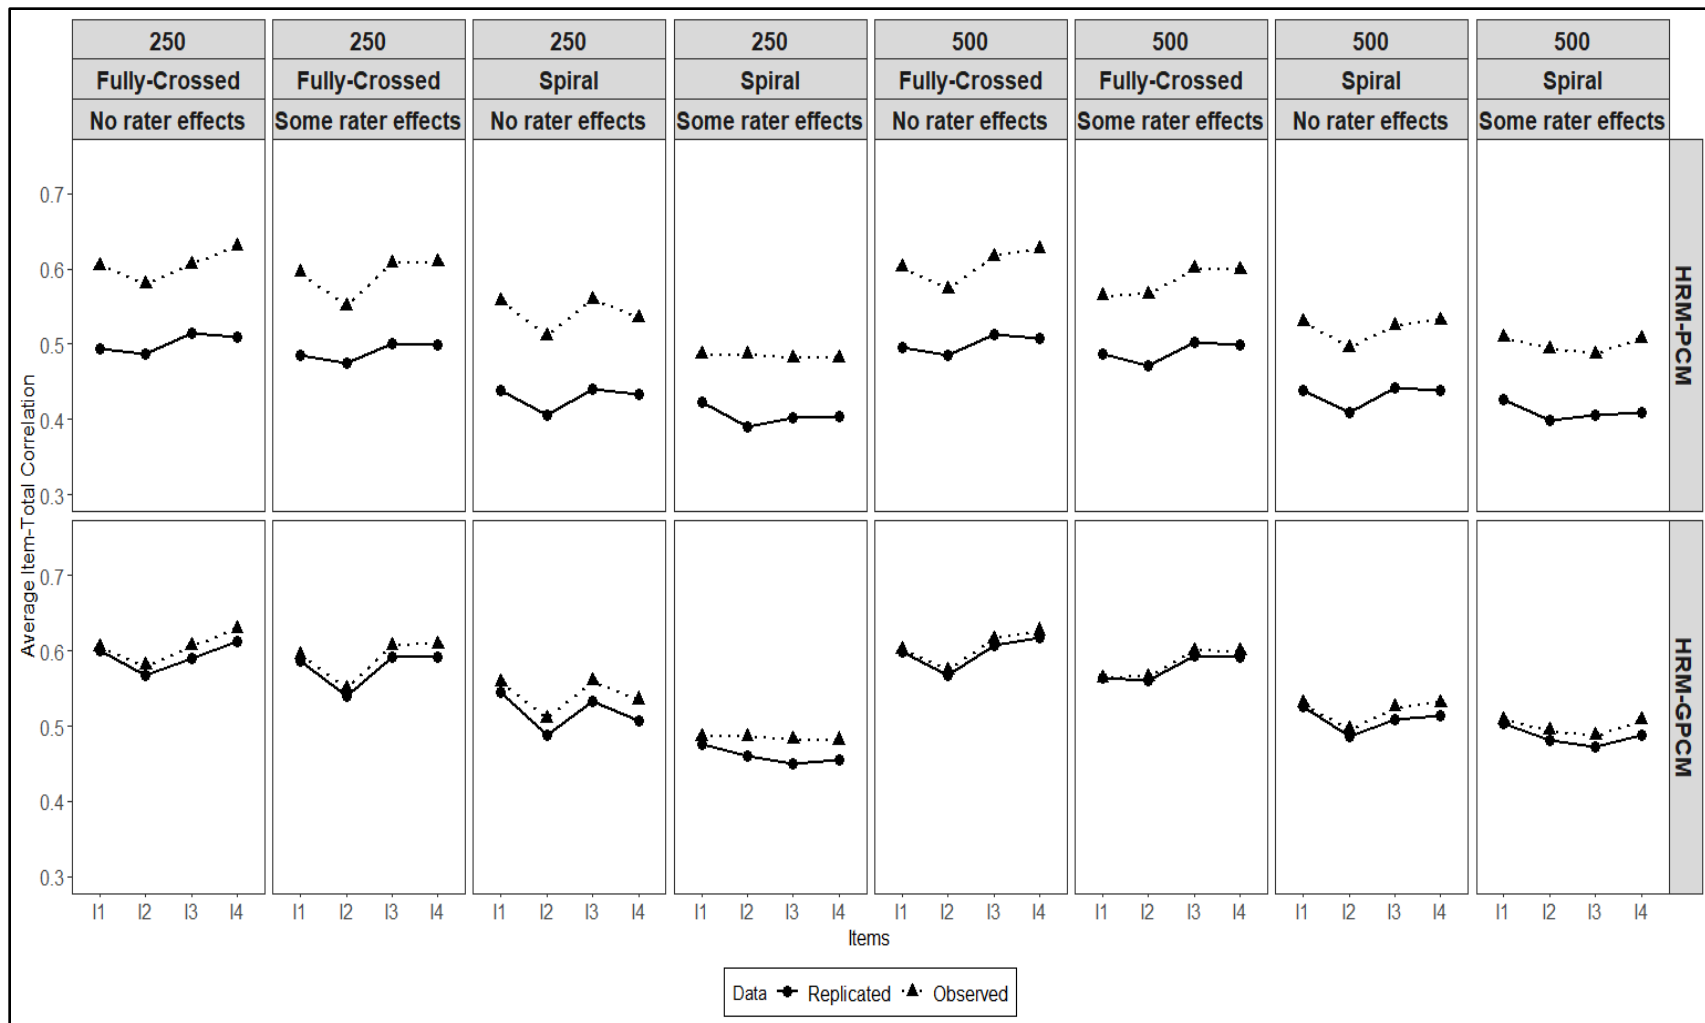 250 250 250 250 500 500 500 500
Fully-Crossed Fully-Crossed Spiral Spiral Fully-Crossed Fully-Crossed Spiral Spiral
No rater effects Some rater effects No rater effects Some rater effects No rater effects Some rater effects No rater effects Some rater effects
Average Item-Total Correlation
0.7
0.6
0.5
0.4
0.3
HRM-PCM
0.7
0.6
0.5
0.4
0.3
HRM-GPCM
I1 I2 I3 I4 I1 I2 I3 I4 I1 I2 I3 I4 I1 I2 I3 I4 I1 I2 I3 I4 I1 I2 I3 I4 I1 I2 I3 I4 I1 I2 I3 I4
Items
Data Replicated Observed